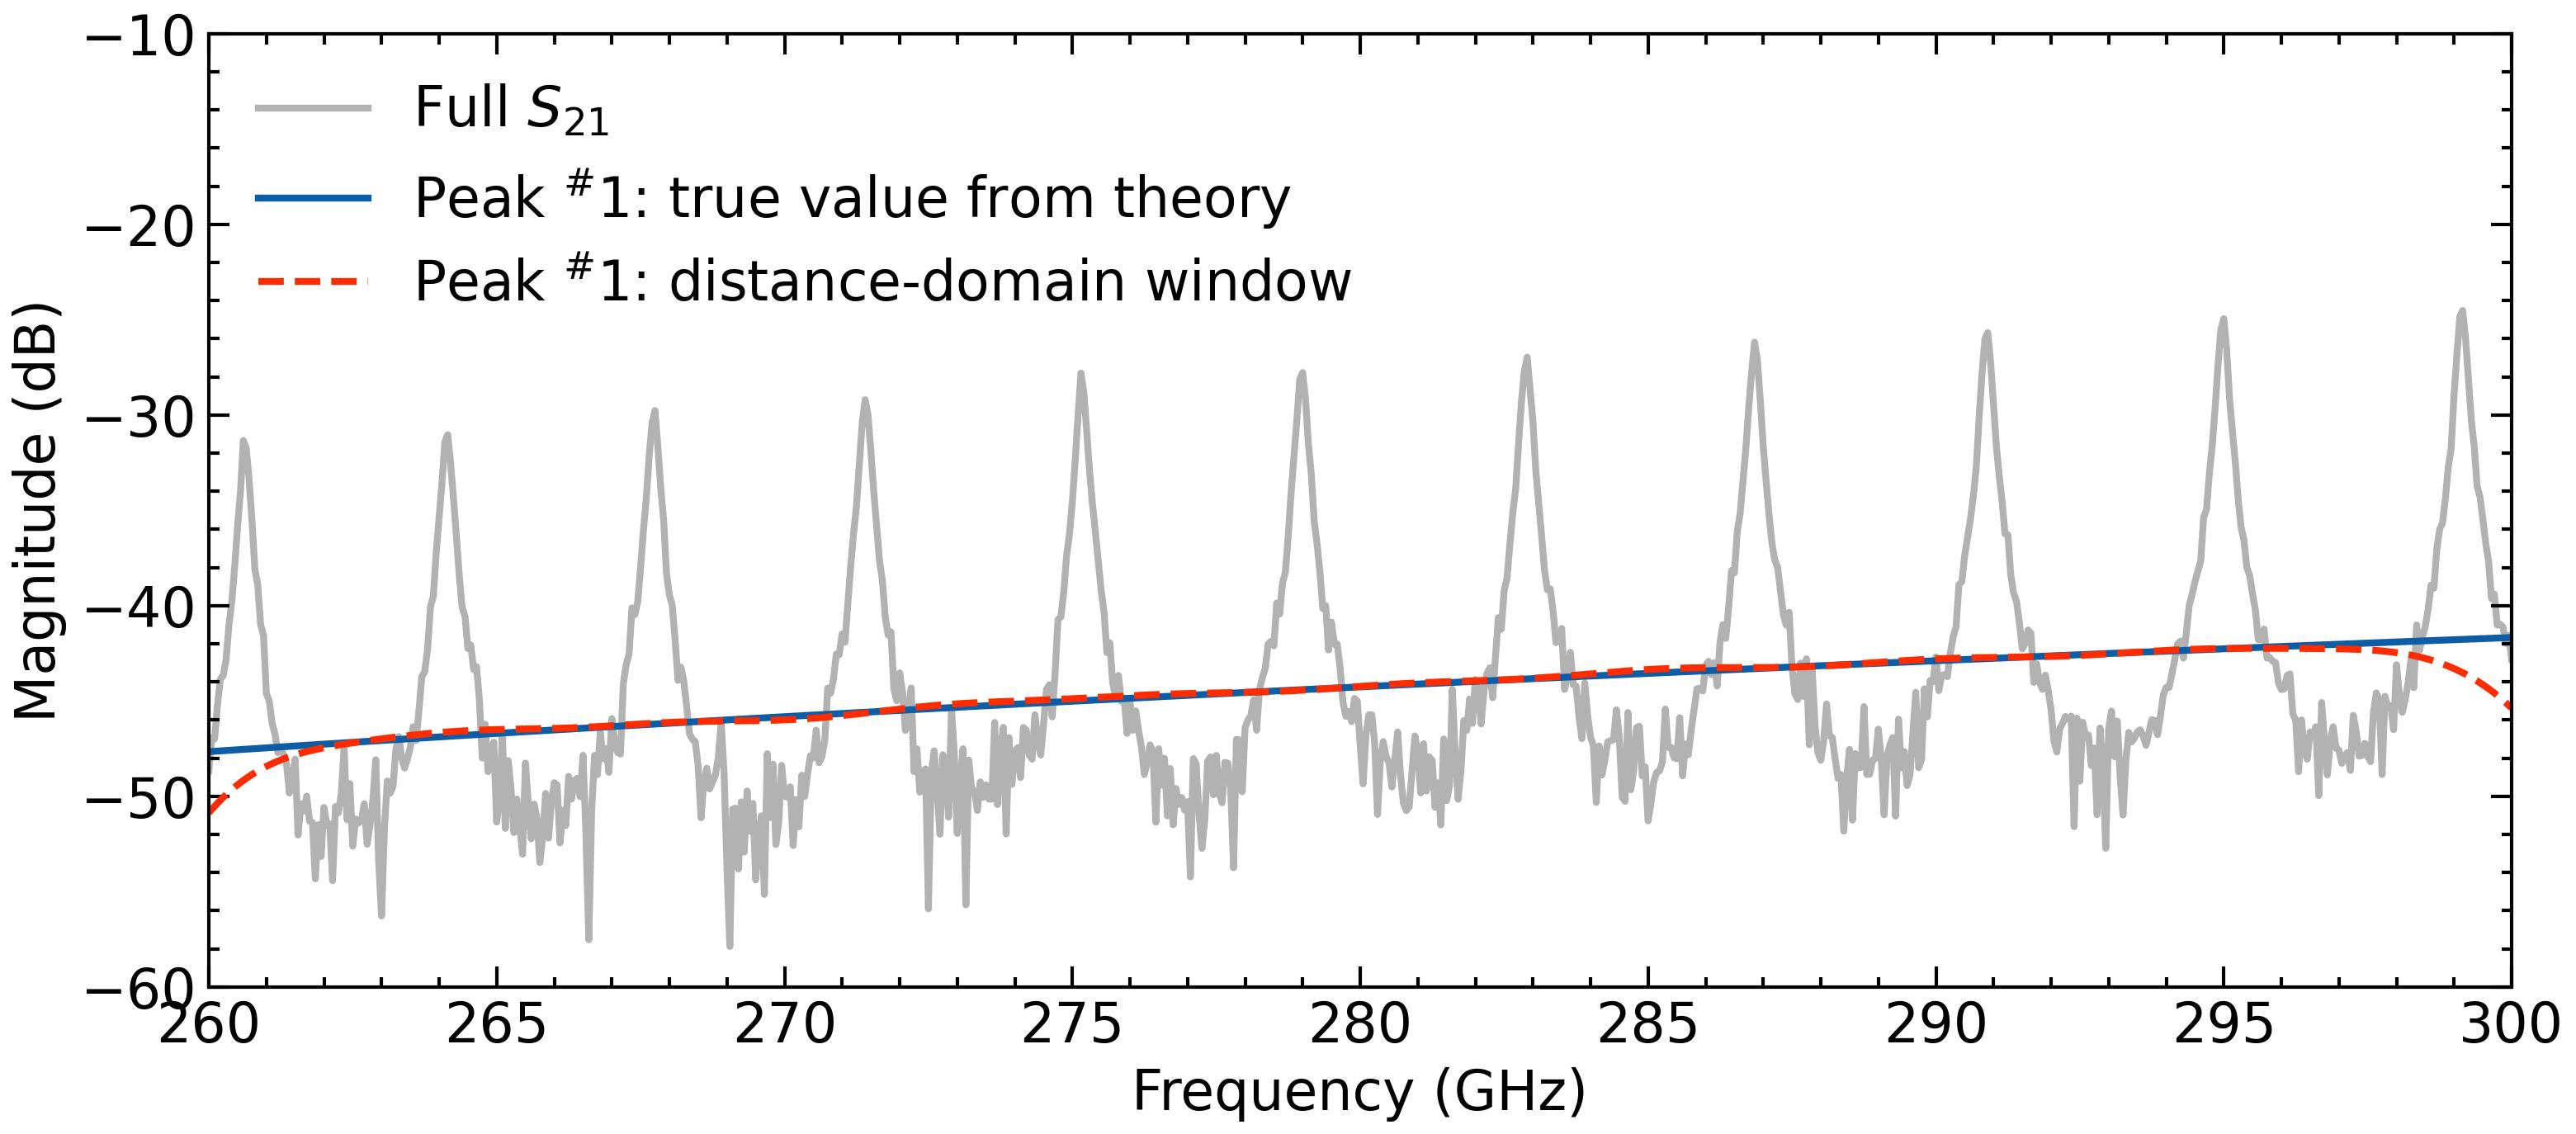 −10
−20
−30
−40
−50
−60
Magnitude (dB)
Full S21
Peak #1: true value from theory
Peak #1: distance-domain window
260 265 270 275 280 285 290 295 300
Frequency (GHz)